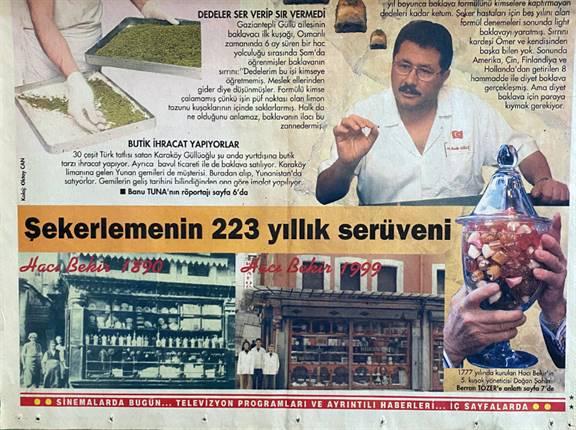 DEDELER SER VERİP SIR VERMEDİ
Gaziantepli Güllü ailesinin
baklavacı ilk kuşağı, Osmanlı
zamanında 6 ay süren bir hac
yolculuğu sırasında Şam'da
öğrenmişler baklavanın
sırrını: "Dedelerim bu işi kimseye
öğretmemiş. Meslek ellerinden
gider diye düşünmüşler. Formülü kimse
çalamamış çünkü işin püf noktası olan limon
tozunu kuşaklarının içinde saklarlarmış. Halk da
ne olduğunu anlamaz, baklavanın ilacı bu
zannedermiş."
BUTİK İHRACAT YAPIYORLAR
30 çeşit Türk tatlısı satan Karaköy Güllüoğlu şu anda yurtdışına butik
tarzı ihracat yapıyor. Ayrıca bavul ticareti ile de baklava satılıyor. Karaköy
limanına gelen Yunan gemileri de müşterisi. Buradan alıp, Yunanistan'da
satıyorlar. Gemilerin geliş tarihini bilindiğinden ona göre imalat yapılıyor.
■ Banu TUNA'nın röportajı sayfa 6'da
Kolaj: Oktay CAN
yıl boyunca baklava formülünü kimselere kaptırmayan
dedeleri kadar ketum. Şeker hastaları için beş yılını alan
formül denemeleri sonunda light
baklavayı yaratıyor. Sırrını
kardeşi Ömer ve kendisinden
başka bilen yok. Sonunda
Amerika, Çin, Finlandiya ve
Hollanda'dan getirilen 8
hammadde ile diyet baklava
gerçekleşmiş. Ama diyet
baklava için paraya
kıymak gerekiyor.
Şekerlemenin 223 yıllık serüveni
Hacı Bekir 1890
Hacı Bekir 1999
1777 yılında kurulan Hacı Bekir'in
5. kuşak yöneticisi Doğan Şahin
Berran TÖZER'e anlattı sayfa 7'de
SİNEMALARDA BUGÜN... TELEVİZYON PROGRAMLARI VE AYRINTILI HABERLERİ... İÇ SAYFALARDA